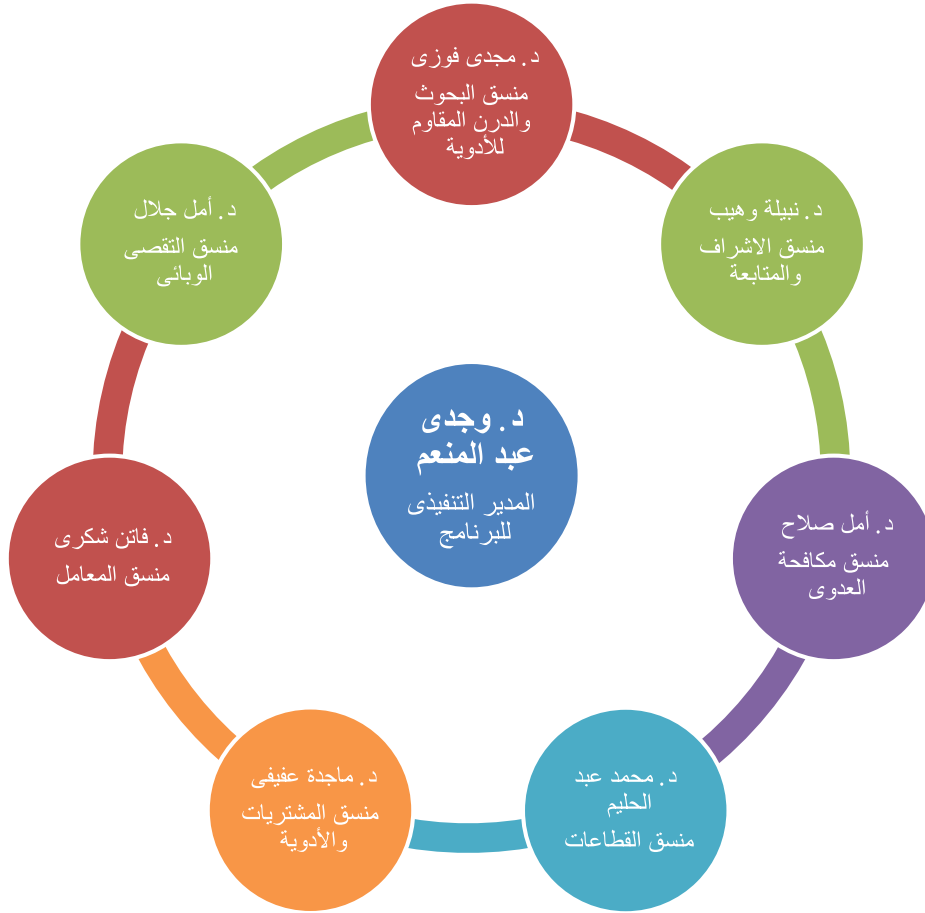 د. مجدى فوزى
منسق البحوث
والدرن المقاوم
للأدوية
د. نبيلة وهيب
منسق الاشراف
والمتابعة
د. أمل صلاح
منسق مكافحة
العدوى
د. محمد عبد
الحليم
منسق القطاعات
د. ماجدة عفيفى
منسق المشتريات
والأدوية
د. فاتن شكرى
منسق المعامل
د. أمل جلال
منسق التقصى
الوبائى
د. وجدى
عبد المنعم
المدير التنفيذى
للبرنامج